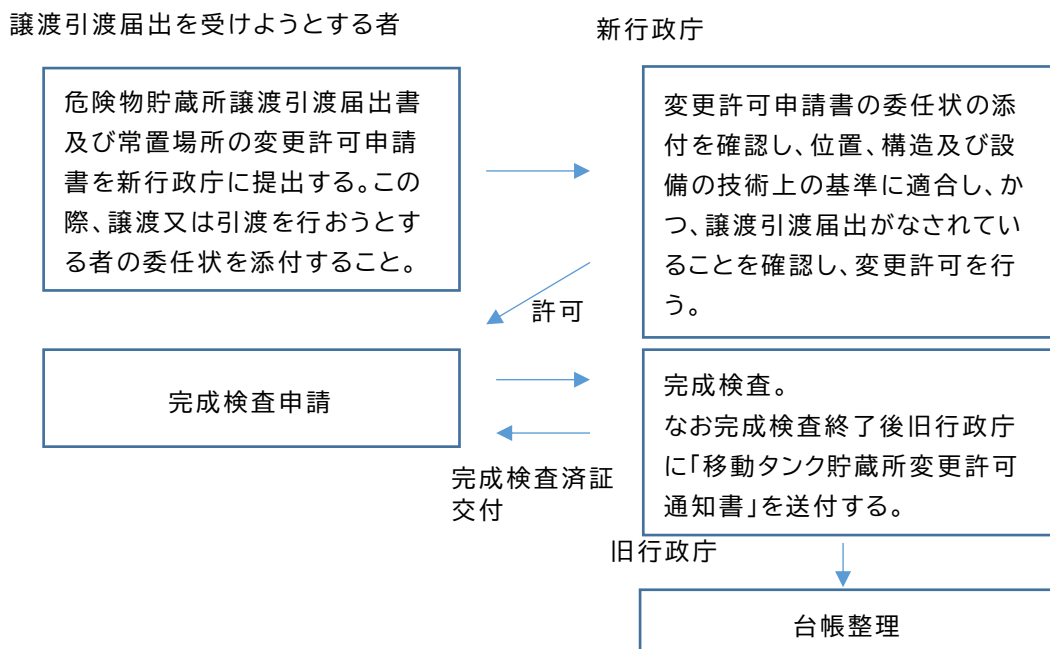 譲渡引渡届出を受けようとする者
新行政庁
危険物貯蔵所譲渡引渡届出書
及び常置場所の変更許可申請
書を新行政庁に提出する。この
際、譲渡又は引渡を行おうとす
る者の委任状を添付すること。
変更許可申請書の委任状の添
付を確認し、位置、構造及び設
備の技術上の基準に適合し、か
つ、譲渡引渡届出がなされてい
ることを確認し、変更許可を行
う。
許可
完成検査申請
完成検査。
なお完成検査終了後旧行政庁
に「移動タンク貯蔵所変更許可
通知書」を送付する。
完成検査済証
交付
旧行政庁
台帳整理